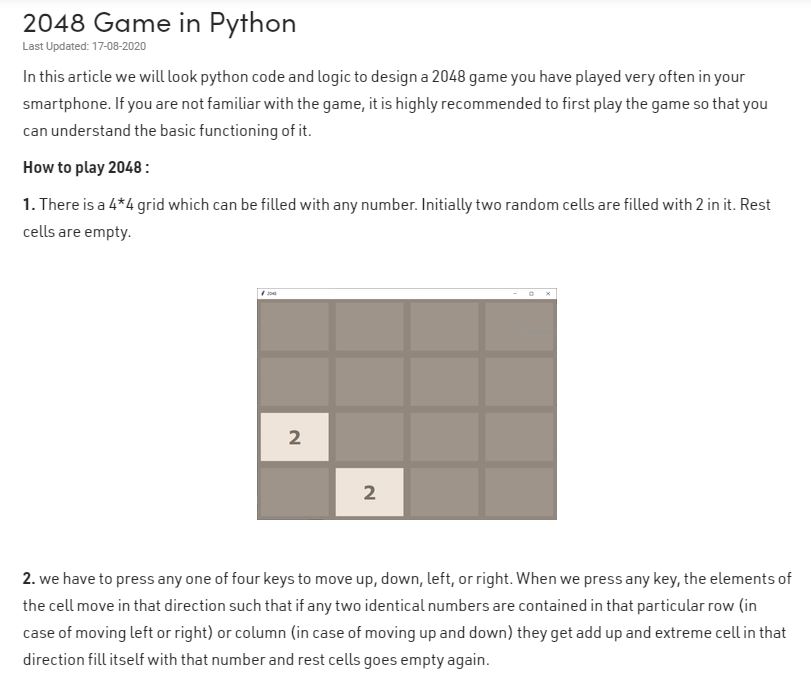 2048 Game in Python
Last Updated: 17-08-2020
In this article we will look python code and logic to design a 2048 game you have played very often in your
smartphone. If you are not familiar with the game, it is highly recommended to first play the game so that you
can understand the basic functioning of it.
How to play 2048 :
1. There is a 4*4 grid which can be filled with any number. Initially two random cells are filled with 2 in it. Rest
cells are empty.
2048
2
2
2. we have to press any one of four keys to move up, down, left, or right. When we press any key, the elements of
the cell move in that direction such that if any two identical numbers are contained in that particular row (in
case of moving left or right) or column (in case of moving up and down) they get add up and extreme cell in that
direction fill itself with that number and rest cells goes empty again.